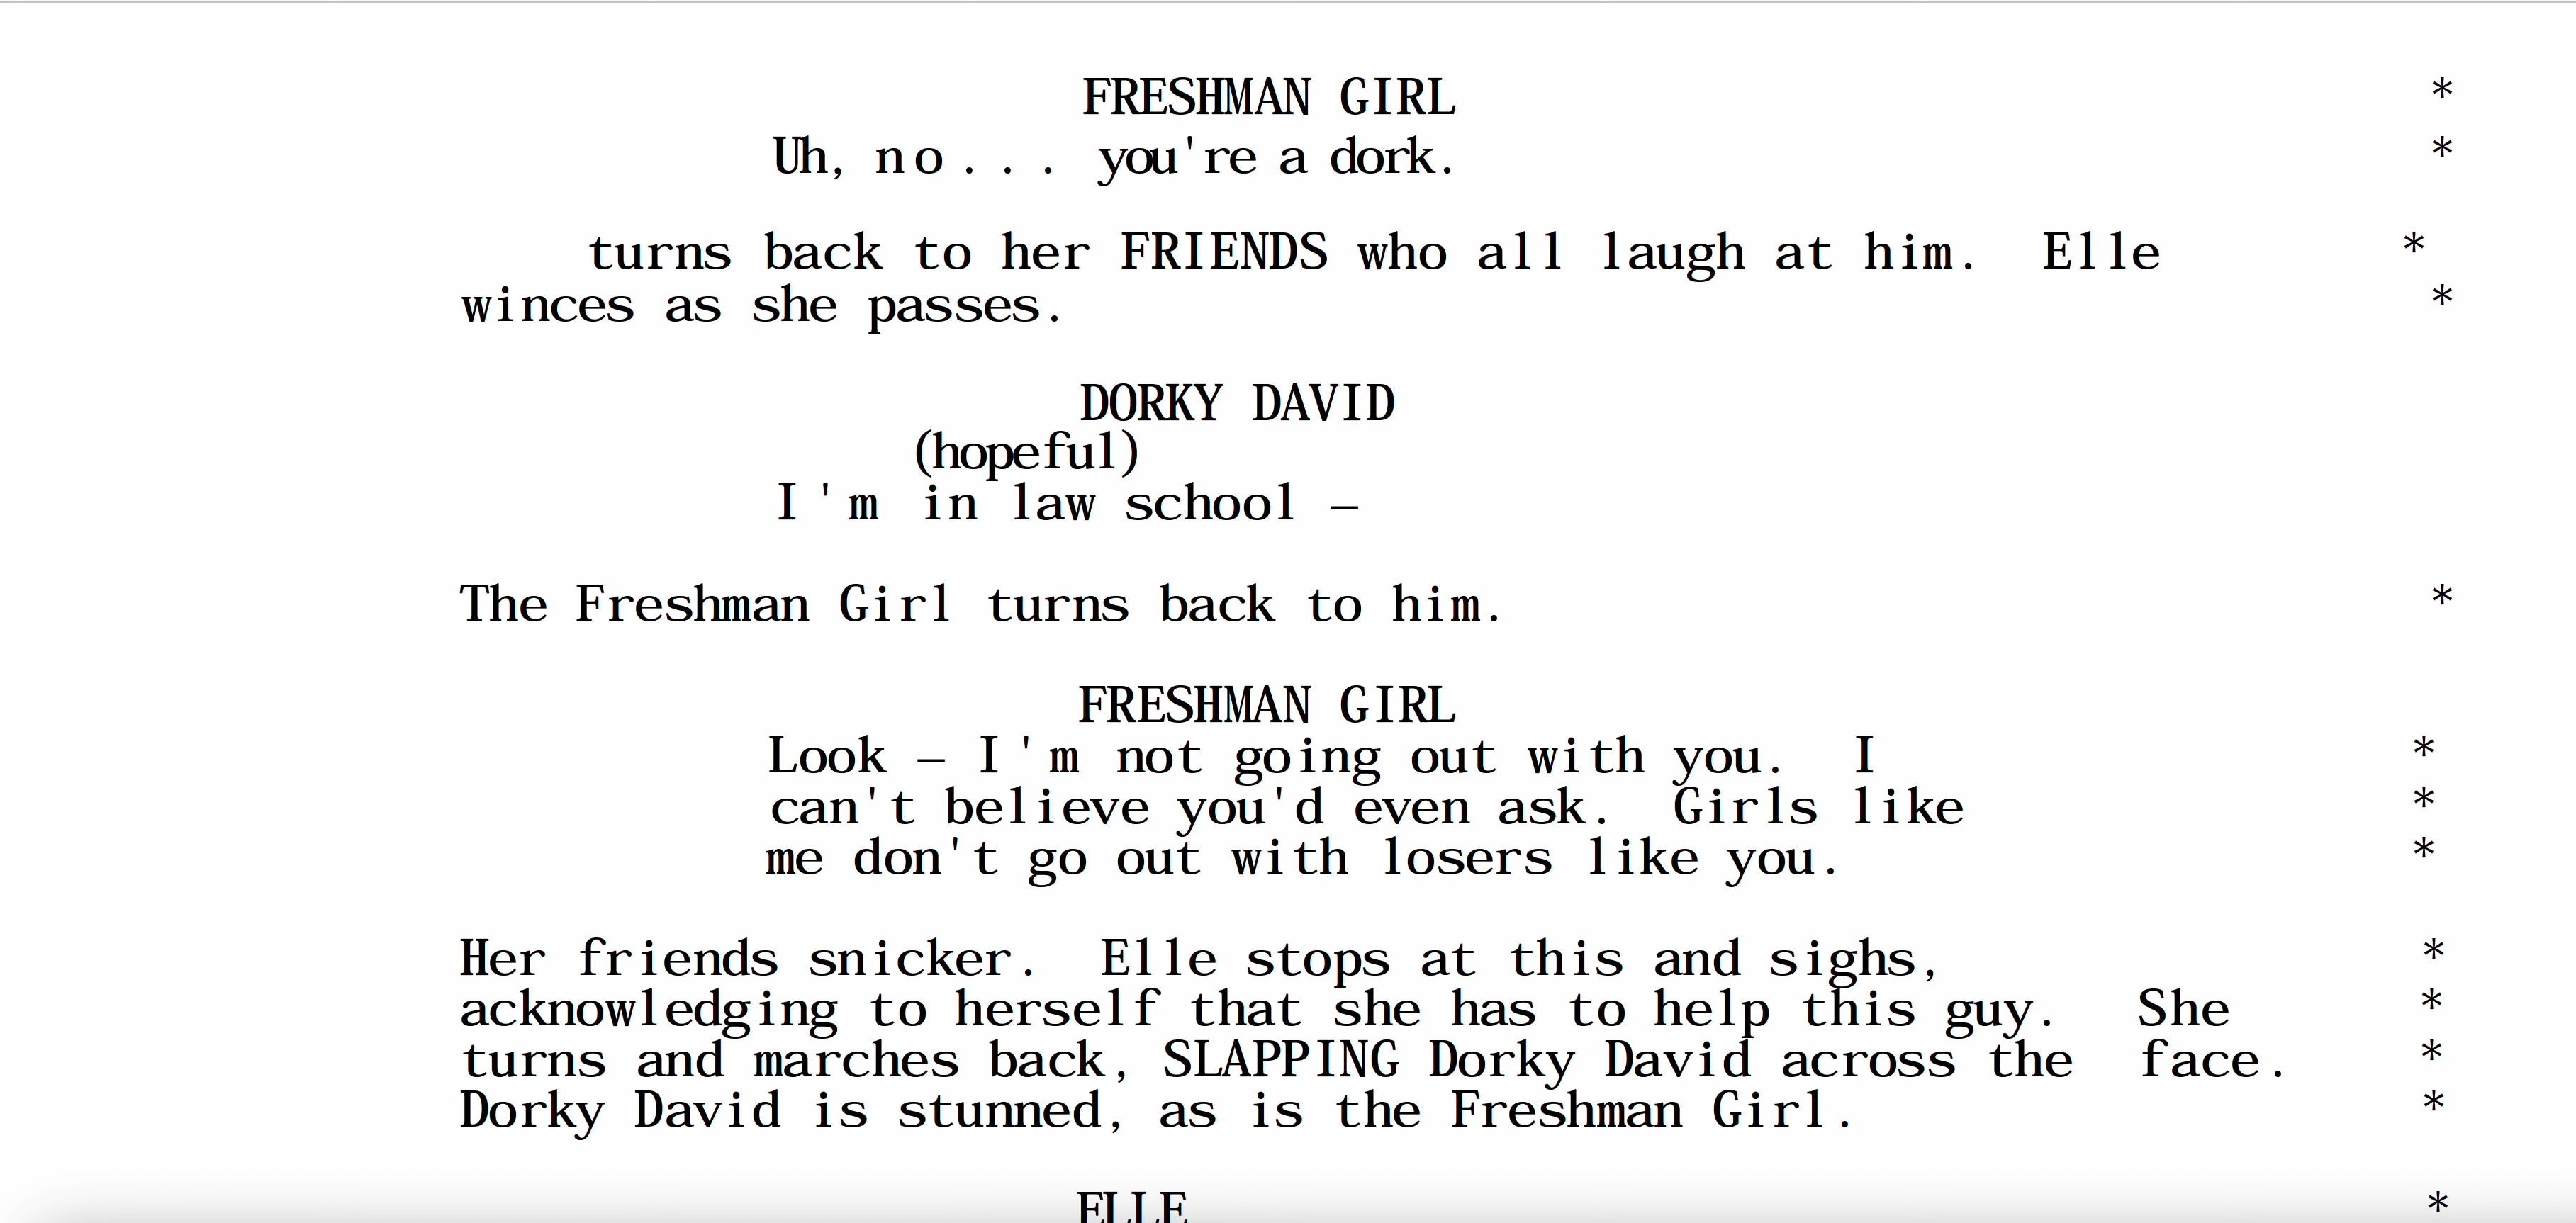 FRESHMAN GIRL *
Uh, no... you're a dork. *
turns back to her FRIENDS who all laugh at him. Elle *
winces as she passes. *
DORKY DAVID
(hopeful)
I'm in law school –
The Freshman Girl turns back to him. *
FRESHMAN GIRL
Look – I'm not going out with you. I *
can't believe you'd even ask. Girls like *
me don't go out with losers like you. *
Her friends snicker. Elle stops at this and sighs, *
acknowledging to herself that she has to help this guy. She *
turns and marches back, SLAPPING Dorky David across the face. *
Dorky David is stunned, as is the Freshman Girl. *
ELLE *